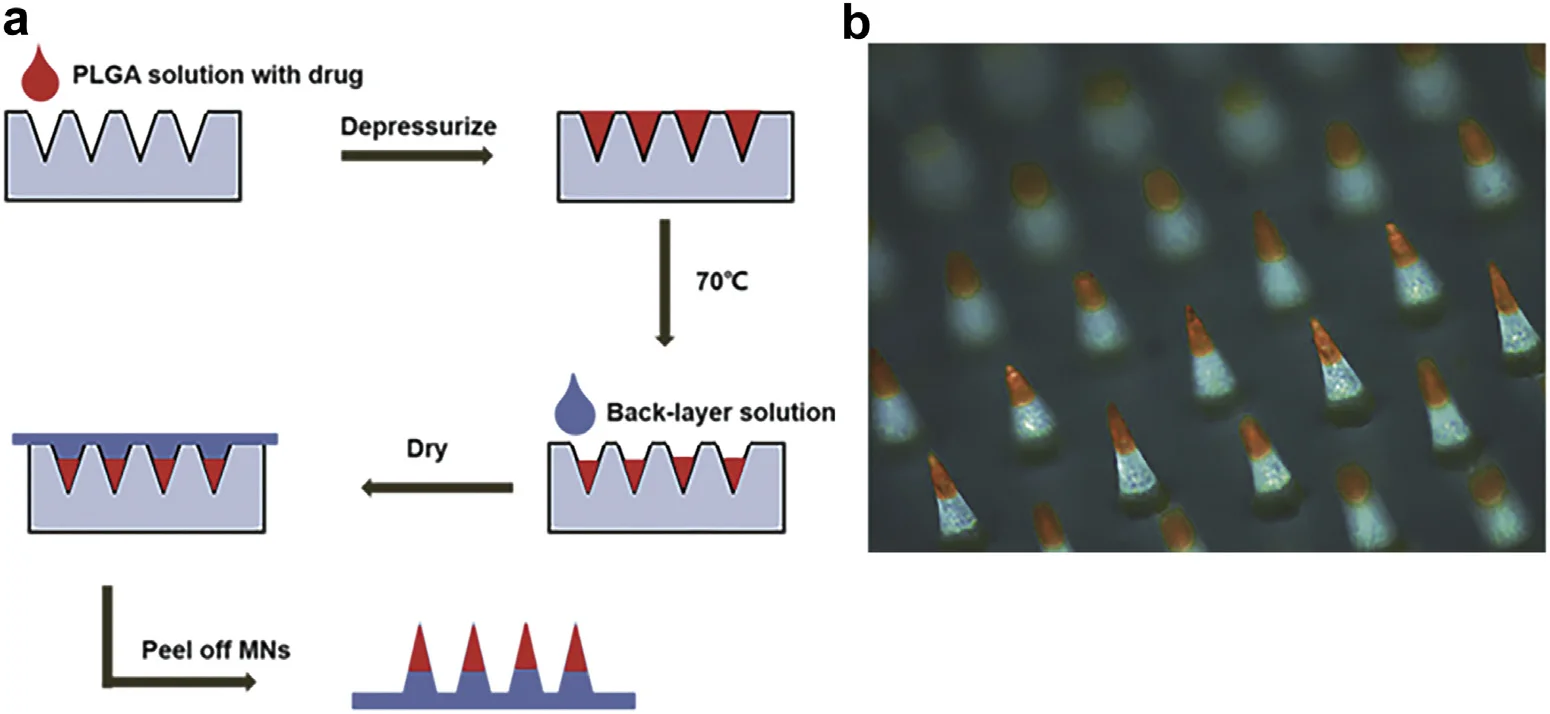 a
PLGA solution with drug
Depressurize
70℃
Back-layer solution
Dry
Peel off MNs
b